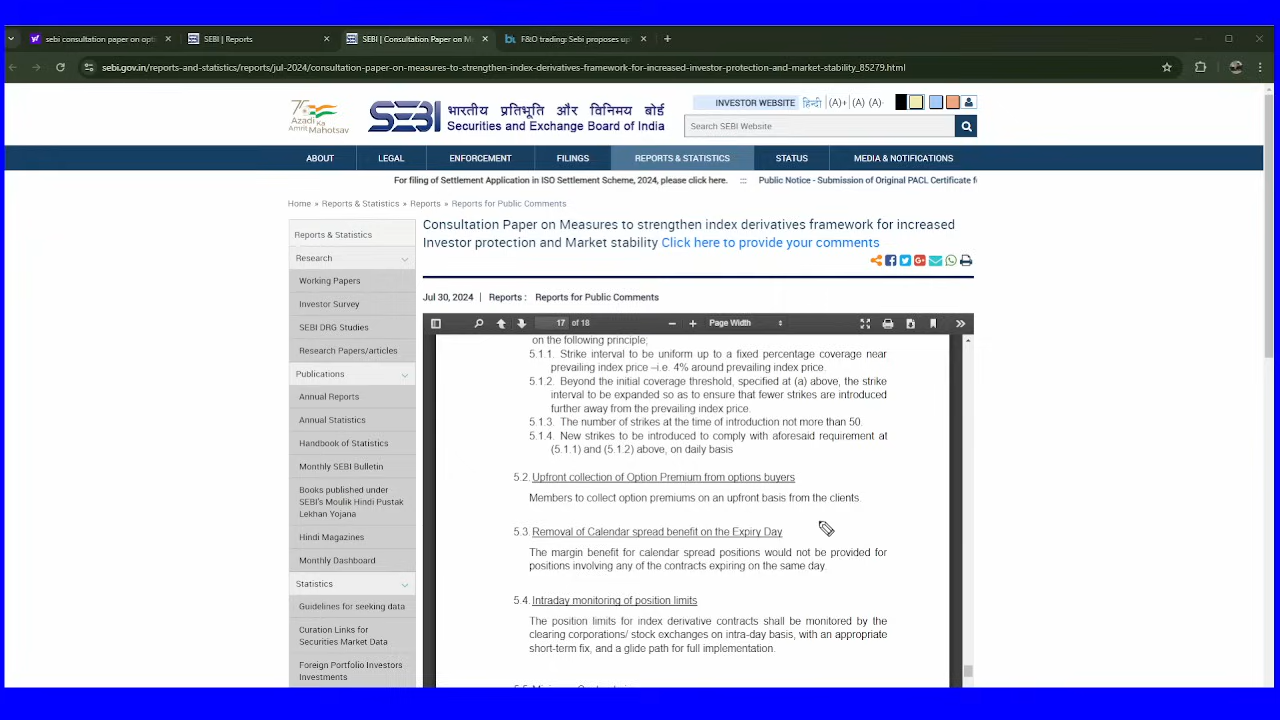 sebi consultation paper on opti
SEBI | Reports
SEBI | Consultation Paper on M
F&O trading: Sebi proposes up
sebi.gov.in/reports-and-statistics/reports/jul-2024/consultation-paper-on-measures-to-strengthen-index-derivatives-framework-for-increased-investor-protection-and-market-stability_85279.html
75
Azadi Ka
Amrit Mahotsav
SEBI
भारतीय प्रतिभूति और विनिमय बोर्ड
Securities and Exchange Board of India
INVESTOR WEBSITE हिन्दी (A)+ (A) (A)-
Search SEBI Website
ABOUT LEGAL ENFORCEMENT FILINGS REPORTS & STATISTICS STATUS MEDIA & NOTIFICATIONS
For filing of Settlement Application in ISO Settlement Scheme, 2024, please click here. ::: Public Notice - Submission of Original PACL Certificate f
Home » Reports & Statistics » Reports » Reports for Public Comments
Reports & Statistics
Research
Working Papers
Investor Survey
SEBI DRG Studies
Research Papers/articles
Publications
Annual Reports
Annual Statistics
Handbook of Statistics
Monthly SEBI Bulletin
Books published under
SEBI's Moulik Hindi Pustak
Lekhan Yojana
Hindi Magazines
Monthly Dashboard
Statistics
Guidelines for seeking data
Curation Links for
Securities Market Data
Foreign Portfolio Investors
Investments
Consultation Paper on Measures to strengthen index derivatives framework for increased
Investor protection and Market stability Click here to provide your comments
Jul 30, 2024 | Reports : Reports for Public Comments
17 of 18
Page Width
on the following principle;
5.1.1. Strike interval to be uniform up to a fixed percentage coverage near
prevailing index price –i.e. 4% around prevailing index price.
5.1.2. Beyond the initial coverage threshold, specified at (a) above, the strike
interval to be expanded so as to ensure that fewer strikes are introduced
further away from the prevailing index price.
5.1.3. The number of strikes at the time of introduction not more than 50.
5.1.4. New strikes to be introduced to comply with aforesaid requirement at
(5.1.1) and (5.1.2) above, on daily basis
5.2. Upfront collection of Option Premium from options buyers
Members to collect option premiums on an upfront basis from the clients.
5.3. Removal of Calendar spread benefit on the Expiry Day
The margin benefit for calendar spread positions would not be provided for
positions involving any of the contracts expiring on the same day.
5.4. Intraday monitoring of position limits
The position limits for index derivative contracts shall be monitored by the
clearing corporations/ stock exchanges on intra-day basis, with an appropriate
short-term fix, and a glide path for full implementation.